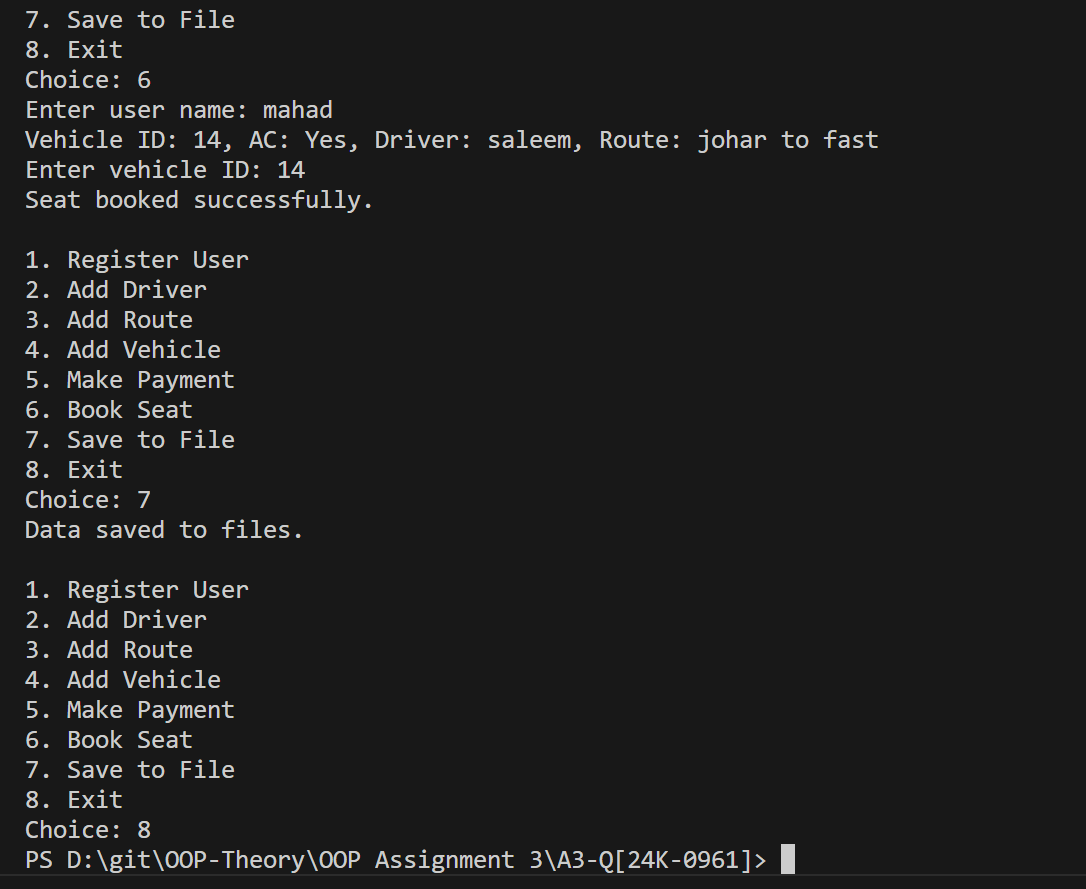 7. Save to File
8. Exit
Choice: 6
Enter user name: mahad
Vehicle ID: 14, AC: Yes, Driver: saleem, Route: johar to fast
Enter vehicle ID: 14
Seat booked successfully.

1. Register User
2. Add Driver
3. Add Route
4. Add Vehicle
5. Make Payment
6. Book Seat
7. Save to File
8. Exit
Choice: 7
Data saved to files.

1. Register User
2. Add Driver
3. Add Route
4. Add Vehicle
5. Make Payment
6. Book Seat
7. Save to File
8. Exit
Choice: 8
PS D:\git\OOP-Theory\OOP Assignment 3\A3-Q[24K-0961]>